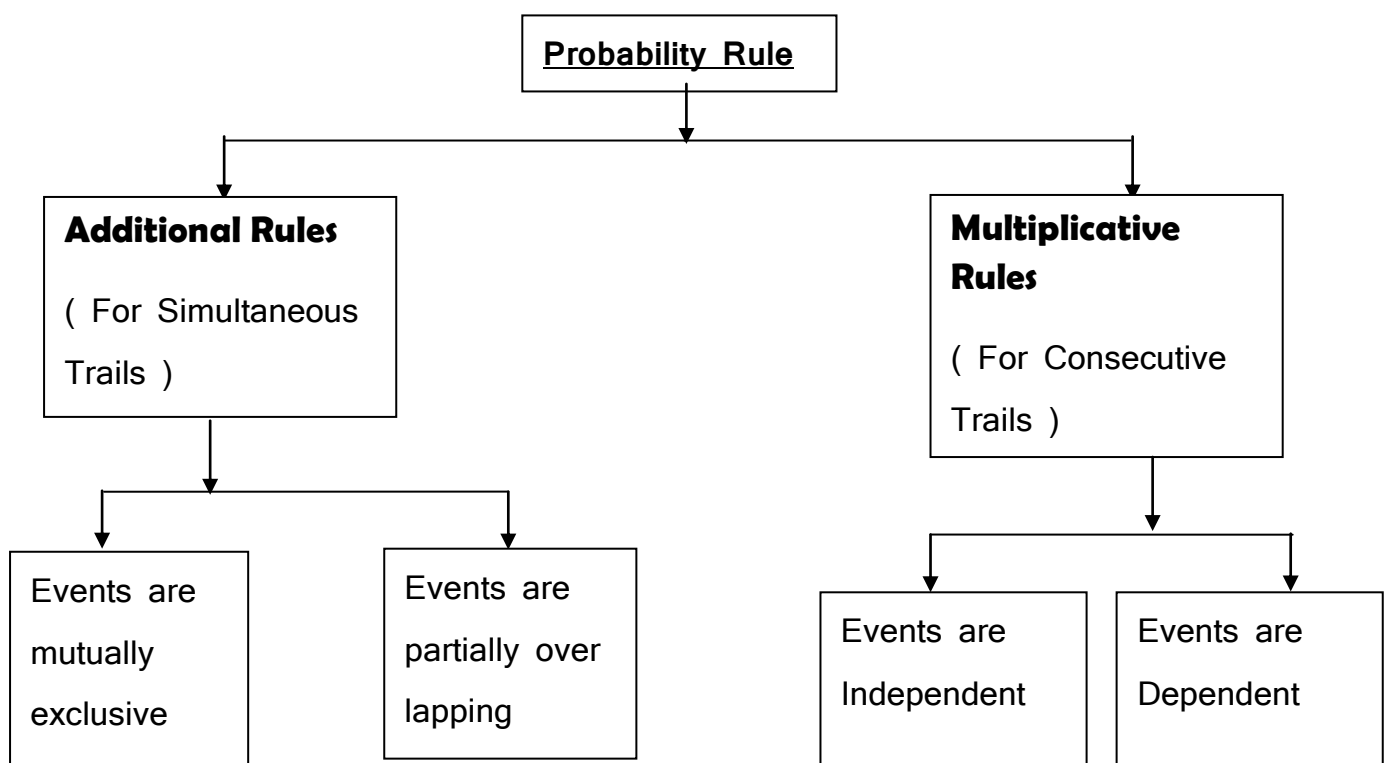 Probability Rule
Additional Rules
( For Simultaneous
Trails )
Multiplicative
Rules
( For Consecutive
Trails )
Events are
mutually
exclusive
Events are
partially over
lapping
Events are
Independent
Events are
Dependent